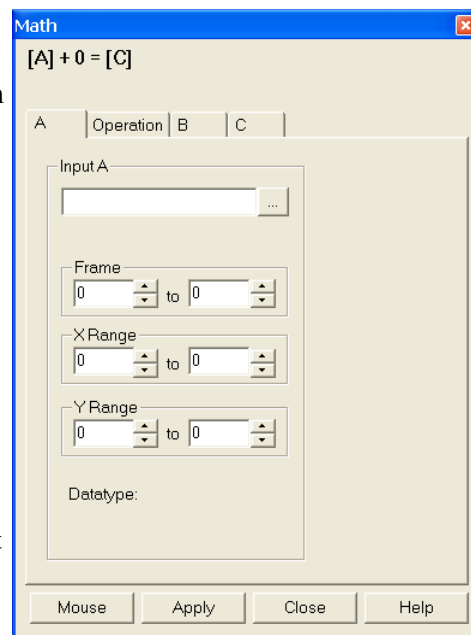 Math
[A] + 0 = [C]
A Operation B C
Input A
...
Frame
0 to 0
X Range
0 to 0
Y Range
0 to 0
Datatype:
Mouse Apply Close Help